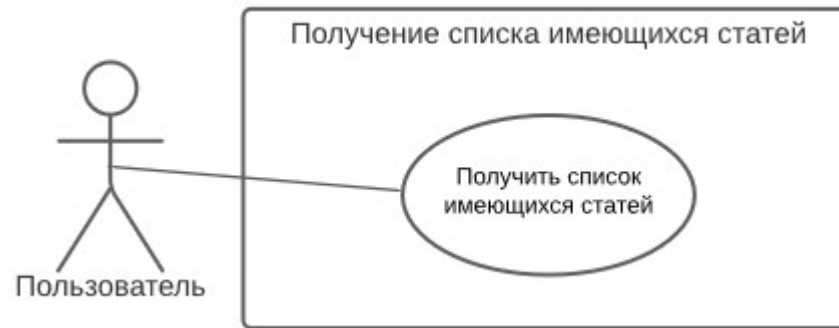 Получение списка имеющихся статей
Получить список
имеющихся статей
Пользователь